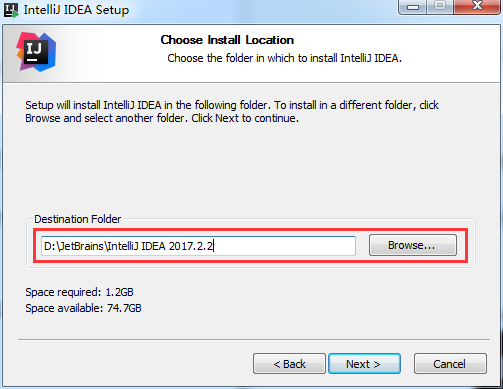 IntelliJ IDEA Setup
IJ
Choose Install Location
Choose the folder in which to install IntelliJ IDEA.
Setup will install IntelliJ IDEA in the following folder. To install in a different folder, click
Browse and select another folder. Click Next to continue.
Destination Folder
D:\JetBrains\IntelliJ IDEA 2017.2.2
Browse...
Space required: 1.2GB
Space available: 74.7GB
< Back
Next >
Cancel